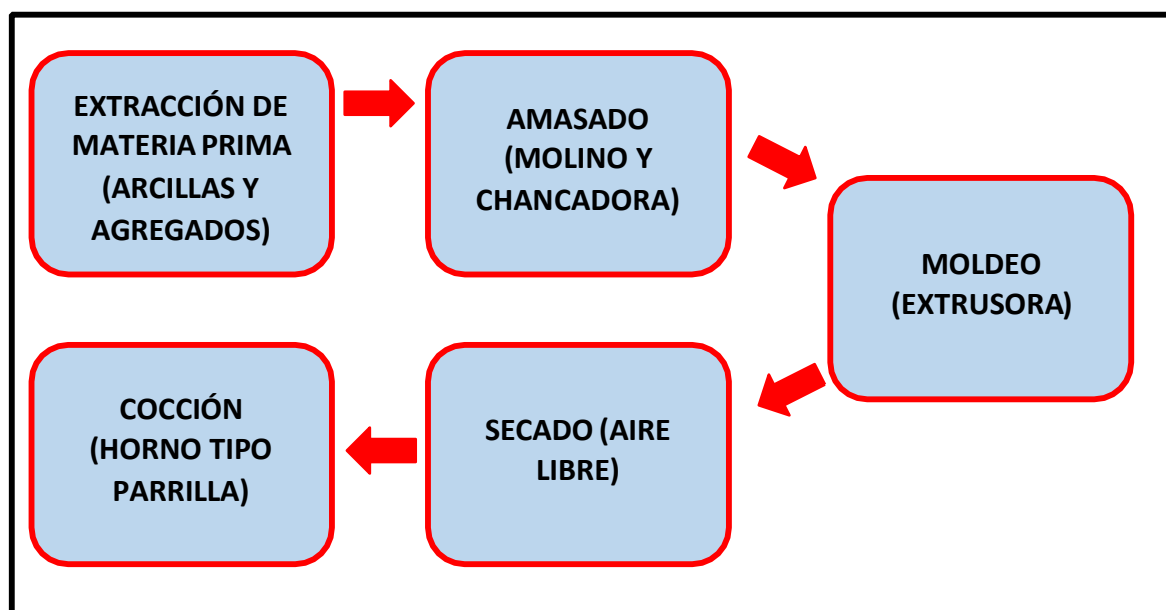 EXTRACCIÓN DE
MATERIA PRIMA
(ARCILLAS Y
AGREGADOS)
AMASADO
(MOLINO Y
CHANCADORA)
MOLDEO
(EXTRUSORA)
SECADO (AIRE
LIBRE)
COCCIÓN
(HORNO TIPO
PARRILLA)